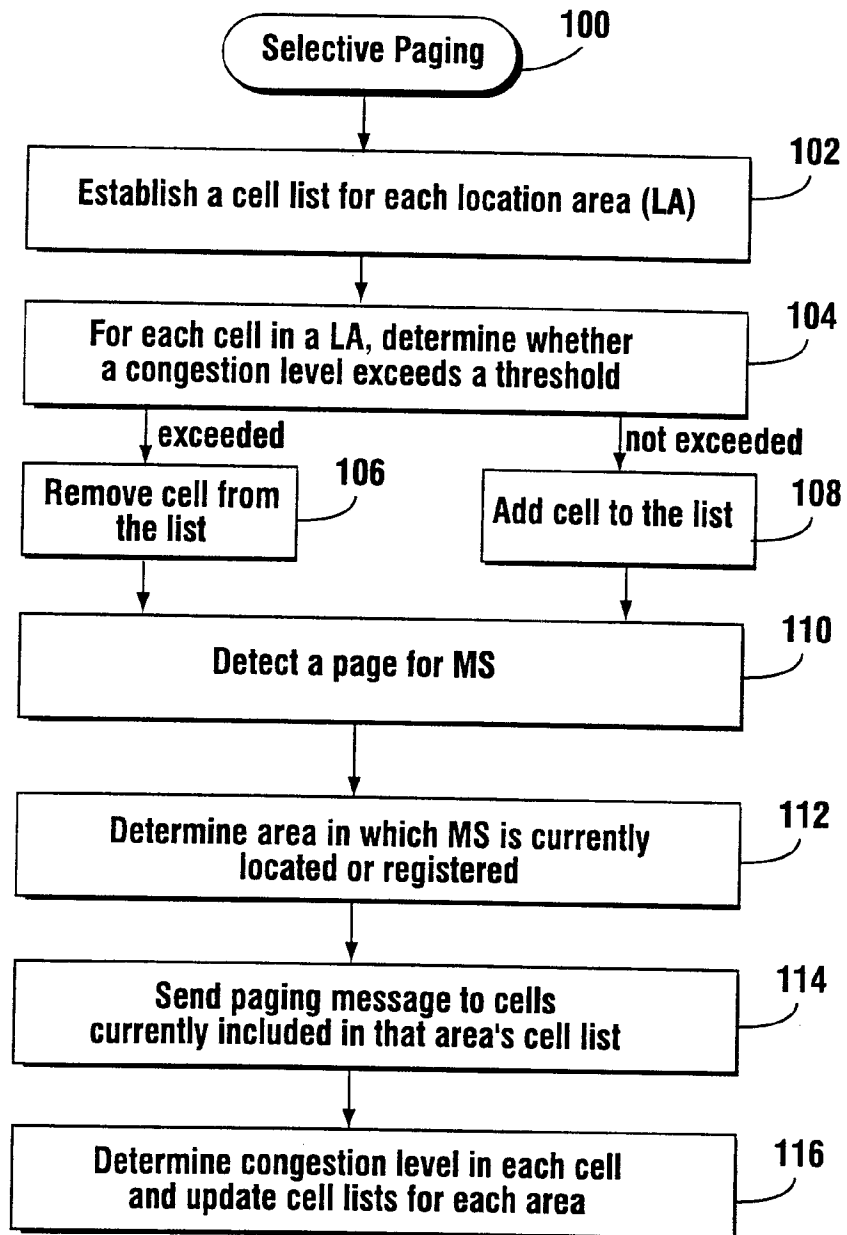 Selective Paging
100
102
Establish a cell list for each location area (LA)
104
For each cell in a LA, determine whether
a congestion level exceeds a threshold
exceeded
not exceeded
106
Remove cell from
the list
108
Add cell to the list
110
Detect a page for MS
112
Determine area in which MS is currently
located or registered
114
Send paging message to cells
currently included in that area's cell list
116
Determine congestion level in each cell
and update cell lists for each area